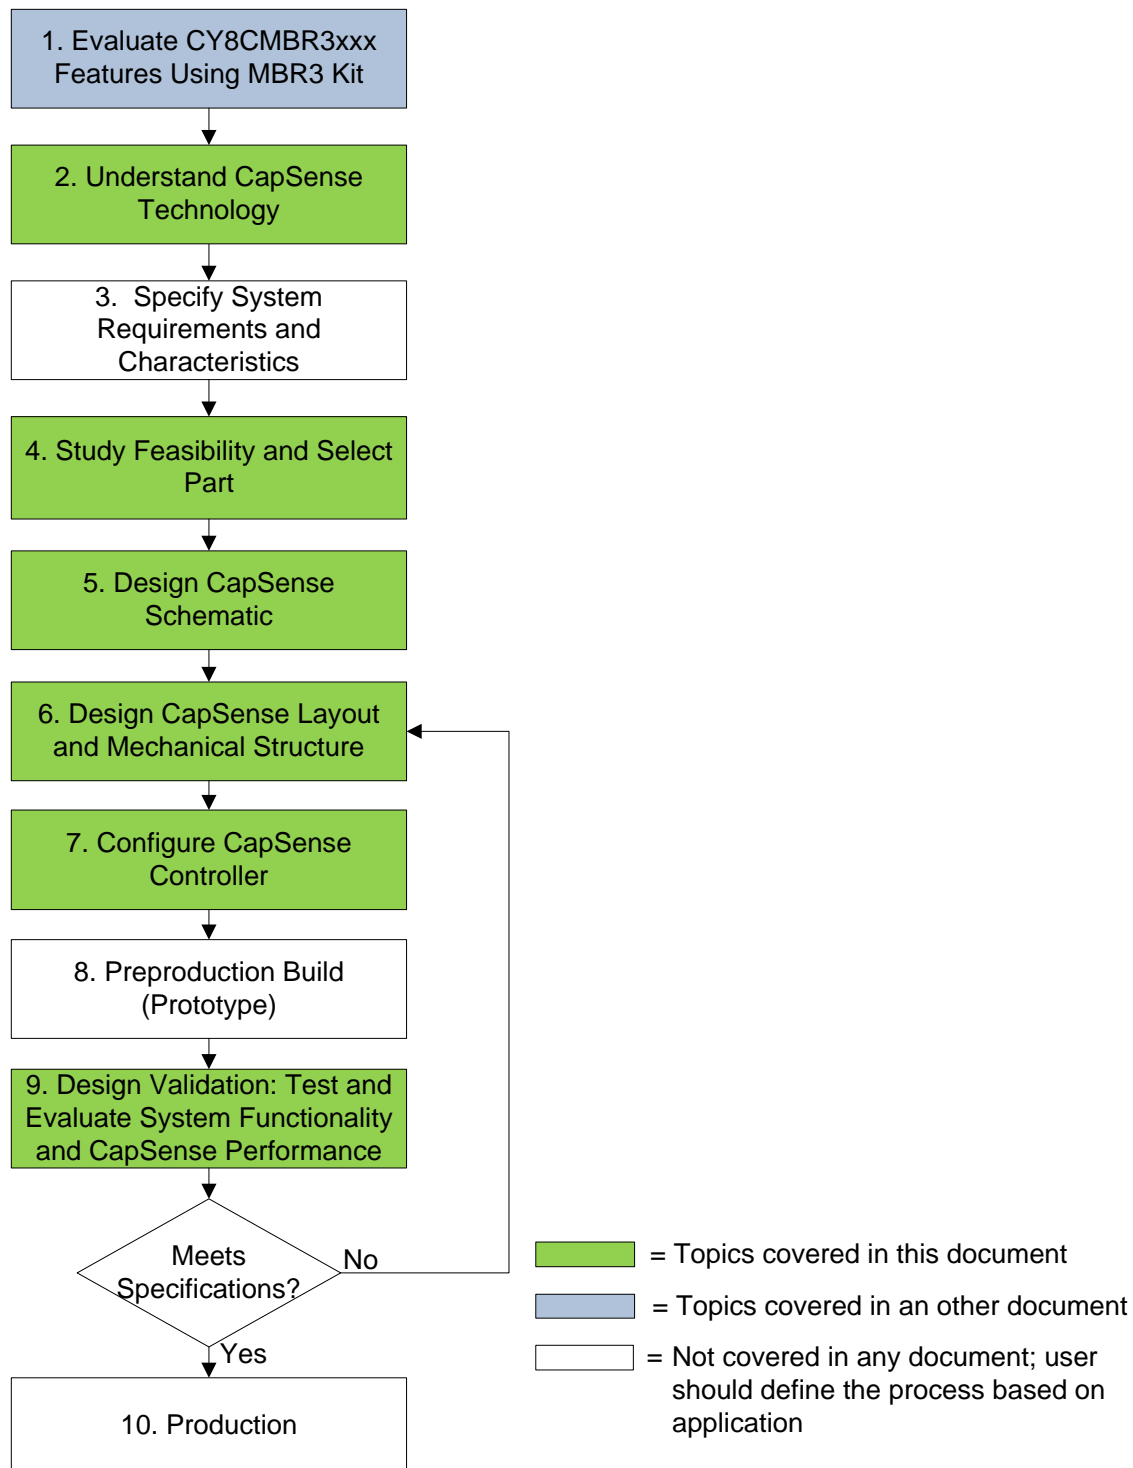 1. Evaluate CY8CMBR3xxx
Features Using MBR3 Kit
2. Understand CapSense
Technology
3. Specify System
Requirements and
Characteristics
4. Study Feasibility and Select
Part
5. Design CapSense
Schematic
6. Design CapSense Layout
and Mechanical Structure
7. Configure CapSense
Controller
8. Preproduction Build
(Prototype)
9. Design Validation: Test and
Evaluate System Functionality
and CapSense Performance
Meets
Specifications?
No
Yes
10. Production
= Topics covered in this document
= Topics covered in an other document
= Not covered in any document; user
should define the process based on
application